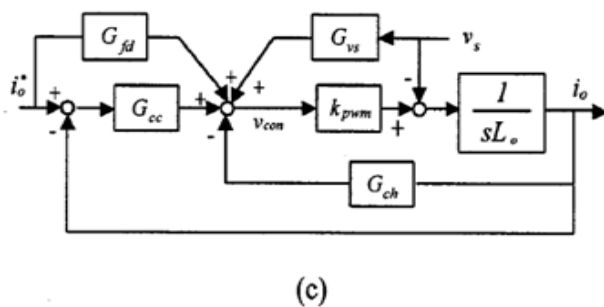 G_fd
G_vs
v_s
i_o^*
+
+
+
-
+
-
G_cc
+
-
v_con
k_pwm
+
1
sL_o
i_o
G_ch
(c)